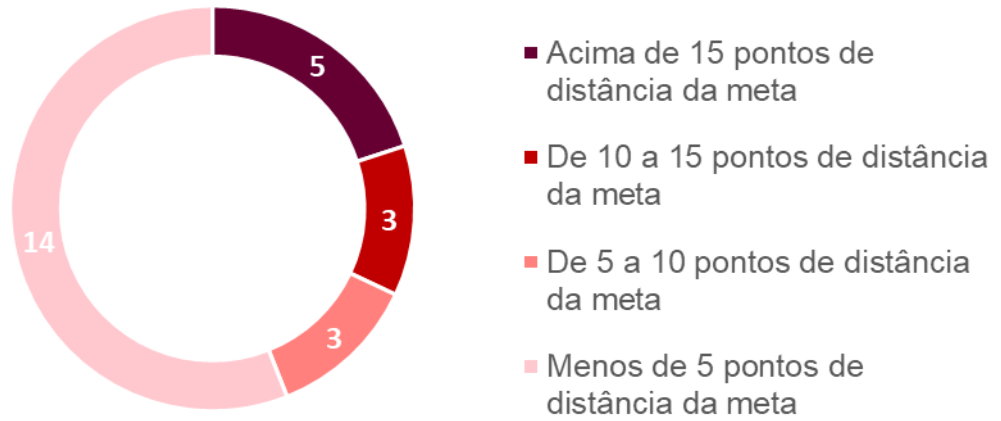 5
3
3
14
Acima de 15 pontos de
distância da meta
De 10 a 15 pontos de distância
da meta
De 5 a 10 pontos de distância
da meta
Menos de 5 pontos de
distância da meta